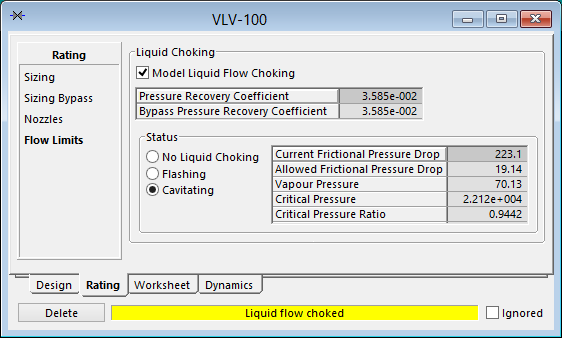 VLV-100
Rating
Sizing
Sizing Bypass
Nozzles
Flow Limits
Liquid Choking
Model Liquid Flow Choking
Pressure Recovery Coefficient 3.585e-002
Bypass Pressure Recovery Coefficient 3.585e-002
Status
No Liquid Choking
Flashing
Cavitating
Current Frictional Pressure Drop 223.1
Allowed Frictional Pressure Drop 19.14
Vapour Pressure 70.13
Critical Pressure 2.212e+004
Critical Pressure Ratio 0.9442
Design Rating Worksheet Dynamics
Delete Liquid flow choked Ignored